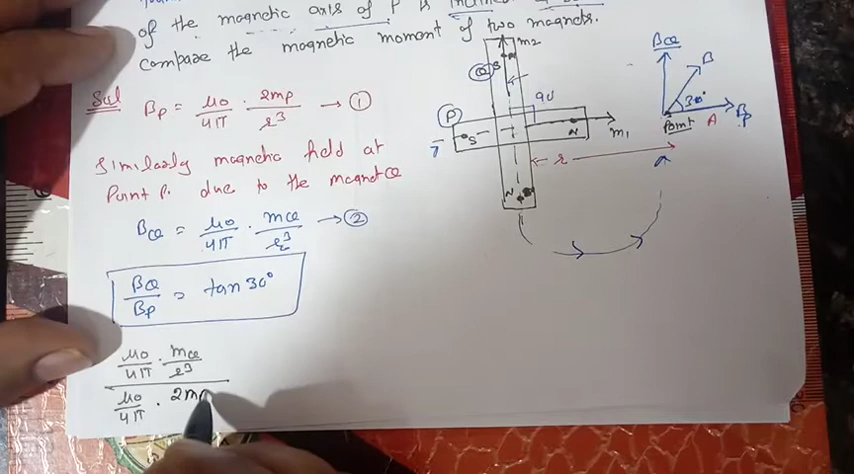 of the magnetic axis of P is inclined
compare the magnetic moment of two magnets.
Sol Bp = μ0/4π . 2mp/r³ → ①
Similarly magnetic field at
Point P. due to the magnet Q
BQ = μ0/4π . mQ/r³ → ②
BQ/Bp = tan 30°
μ0/4π . mQ/r³
μ0/4π . 2mp
m2
Q
S
90
P
S
N
m1
r
N
BQ
B
30°
Bp
Point
A